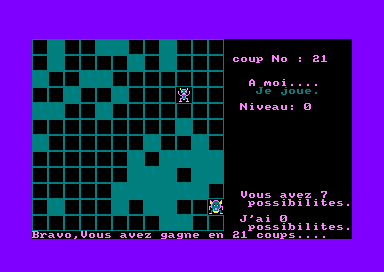 coup No : 21
A moi....
Je joue.
Niveau: 0
Vous avez 7
possibilites.
J'ai 0
possibilites.
Bravo,Vous avez gagne en 21 coups....